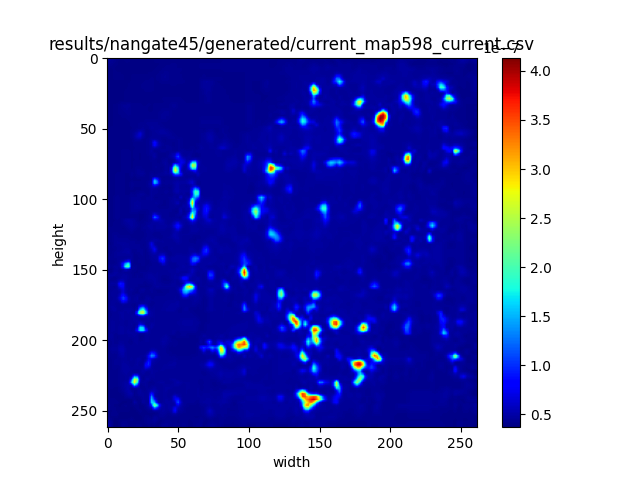 results/nangate45/generated/current_map598_current.csv
1e−7
0
50
100
150
200
250
height
0 50 100 150 200 250
width
4.0
3.5
3.0
2.5
2.0
1.5
1.0
0.5